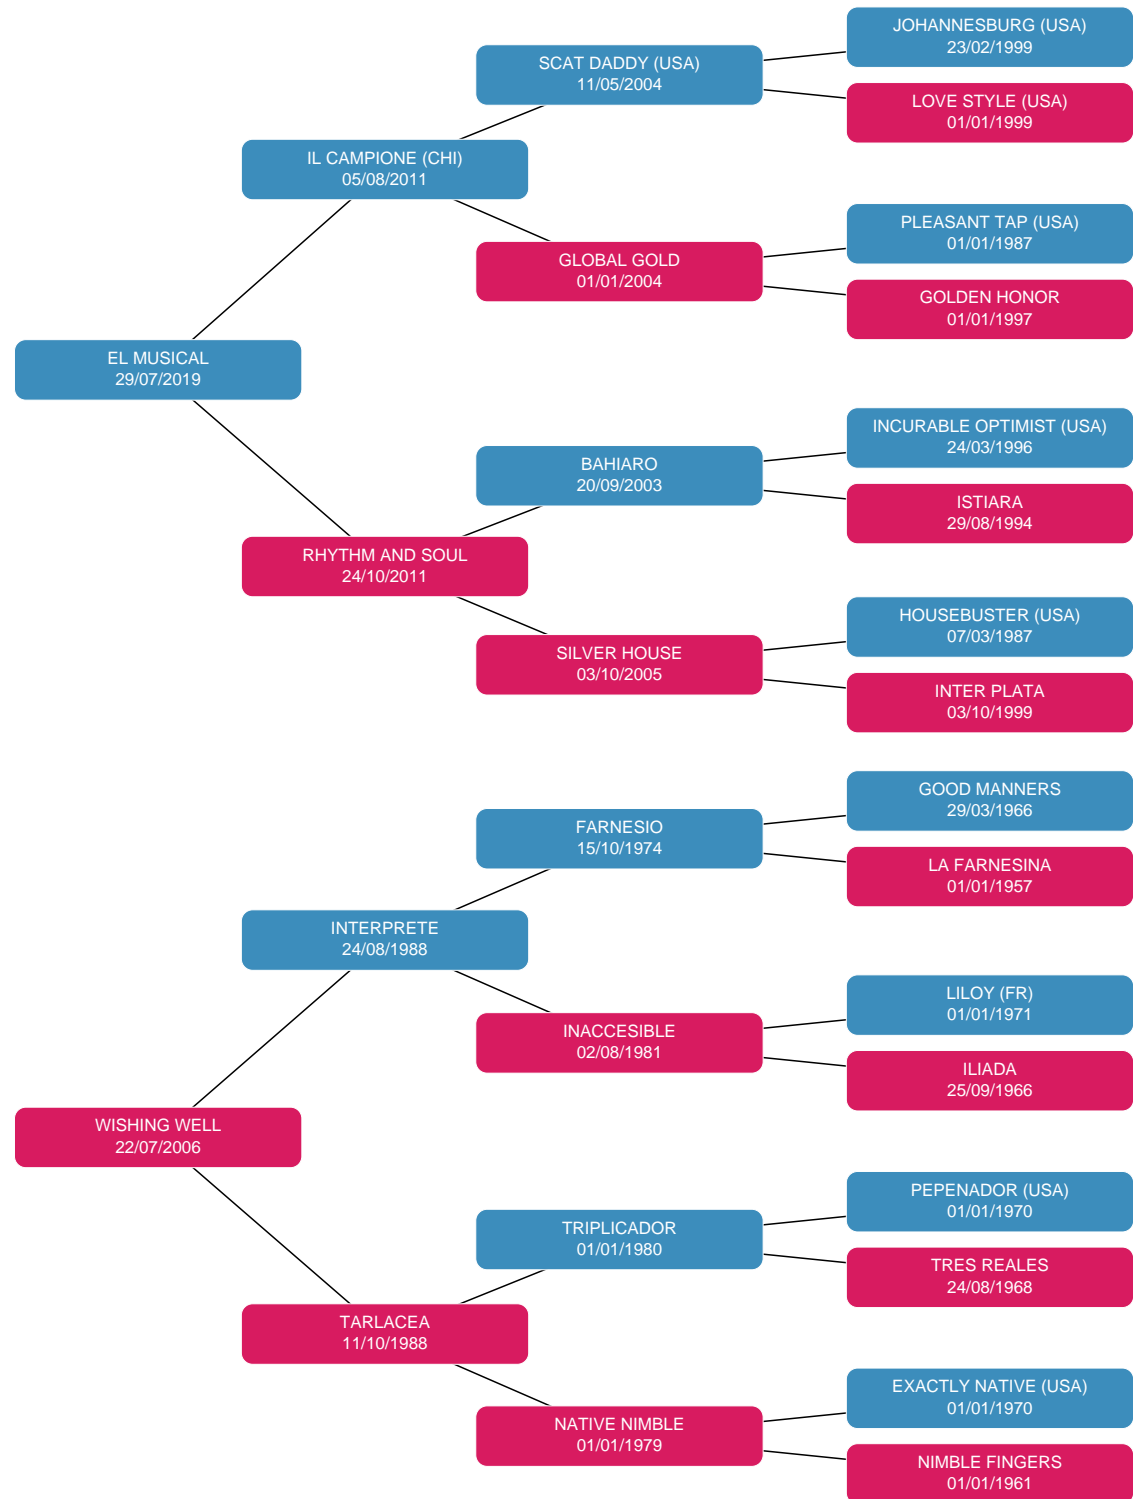 JOHANNESBURG (USA)
23/02/1999
SCAT DADDY (USA)
11/05/2004
LOVE STYLE (USA)
01/01/1999
IL CAMPIONE (CHI)
05/08/2011
PLEASANT TAP (USA)
01/01/1987
GLOBAL GOLD
01/01/2004
GOLDEN HONOR
01/01/1997
EL MUSICAL
29/07/2019
INCURABLE OPTIMIST (USA)
24/03/1996
BAHIARO
20/09/2003
ISTIARA
29/08/1994
RHYTHM AND SOUL
24/10/2011
HOUSEBUSTER (USA)
07/03/1987
SILVER HOUSE
03/10/2005
INTER PLATA
03/10/1999
GOOD MANNERS
29/03/1966
FARNESIO
15/10/1974
LA FARNESINA
01/01/1957
INTERPRETE
24/08/1988
LILOY (FR)
01/01/1971
INACCESIBLE
02/08/1981
ILIADA
25/09/1966
WISHING WELL
22/07/2006
PEPENADOR (USA)
01/01/1970
TRIPLICADOR
01/01/1980
TRES REALES
24/08/1968
TARLACEA
11/10/1988
EXACTLY NATIVE (USA)
01/01/1970
NATIVE NIMBLE
01/01/1979
NIMBLE FINGERS
01/01/1961